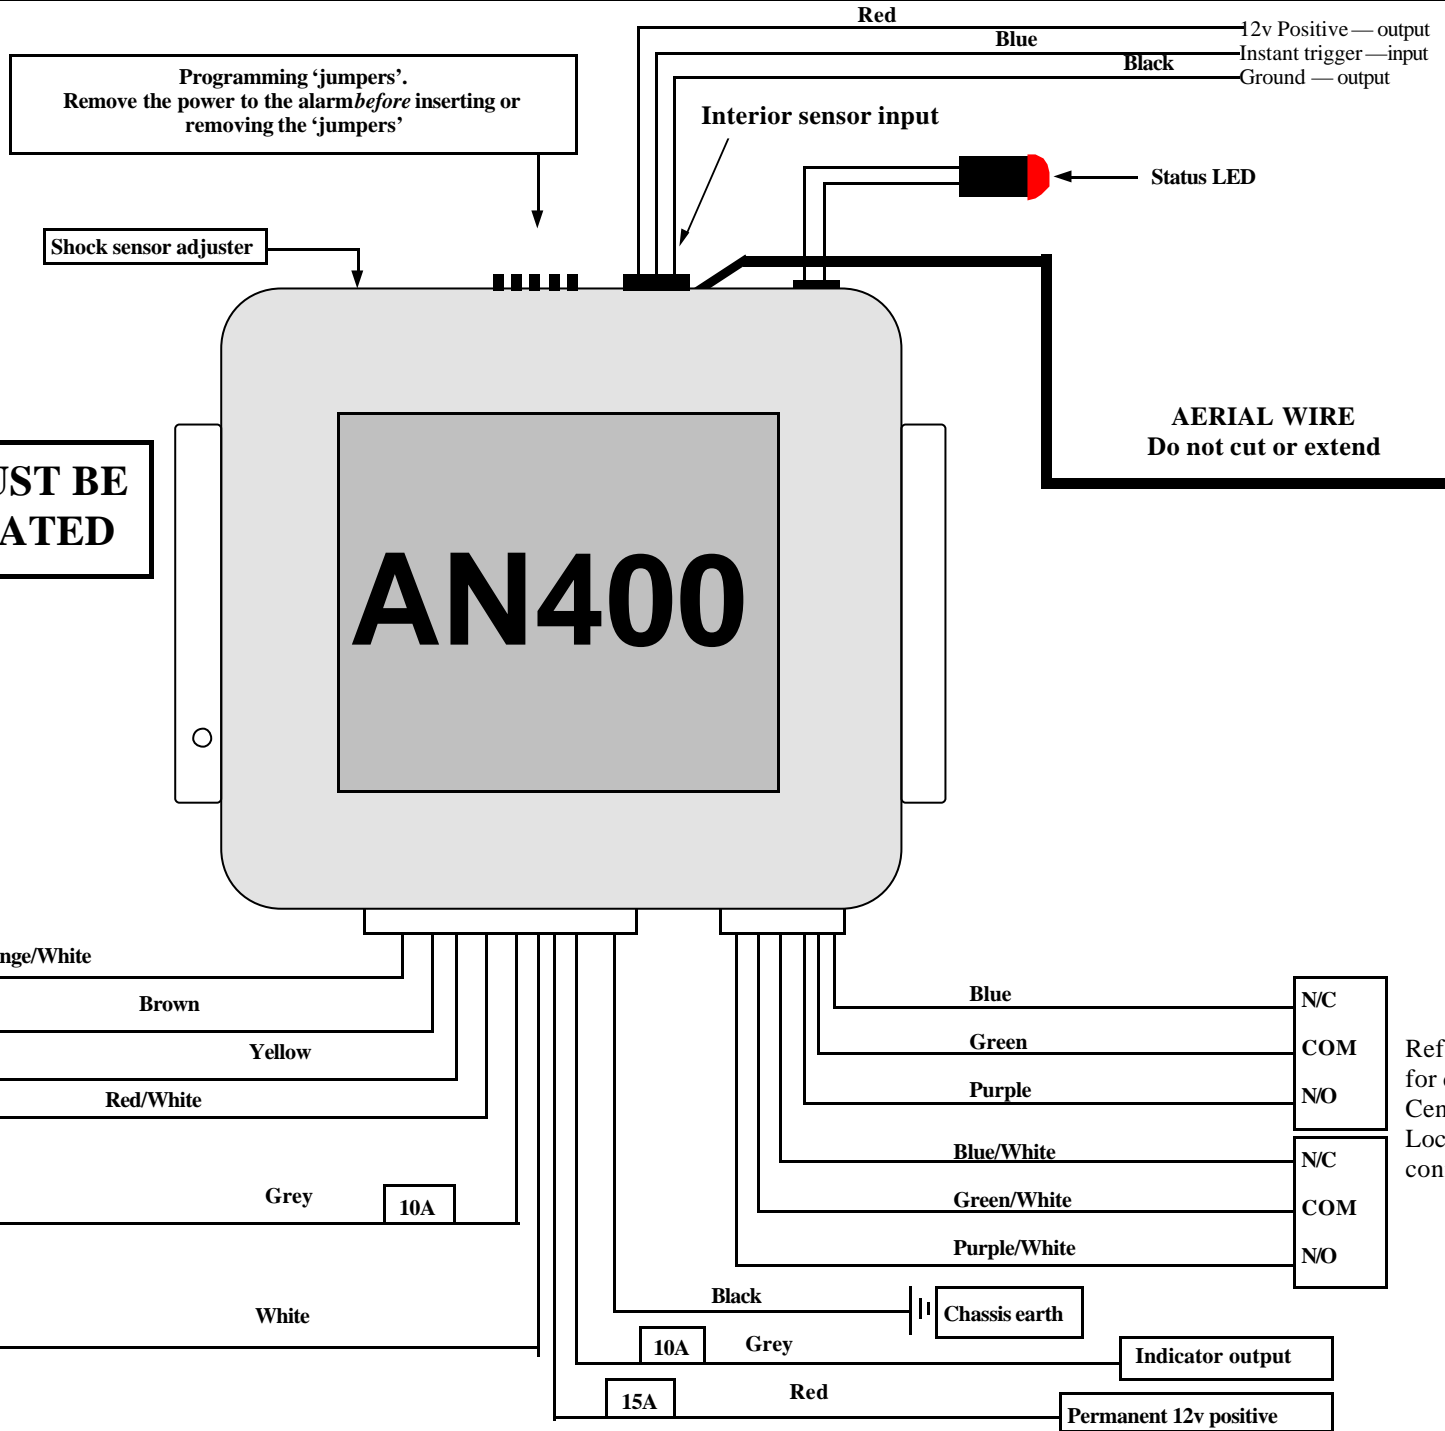 Red
12v Positive — output
Blue
Instant trigger —input
Black
Ground — output
Programming ‘jumpers’.
Remove the power to the alarm before inserting or
removing the ‘jumpers’
Interior sensor input
Status LED
Shock sensor adjuster
AERIAL WIRE
Do not cut or extend
UST BE
ATED
AN400
nge/White
Brown
Yellow
Red/White
Grey
10A
White
Blue
N/C
Green
COM
Purple
N/O
Blue/White
N/C
Green/White
COM
Purple/White
N/O
Ref
for
Cen
Loc
con
Black
Chassis earth
10A
Grey
Indicator output
15A
Red
Permanent 12v positive